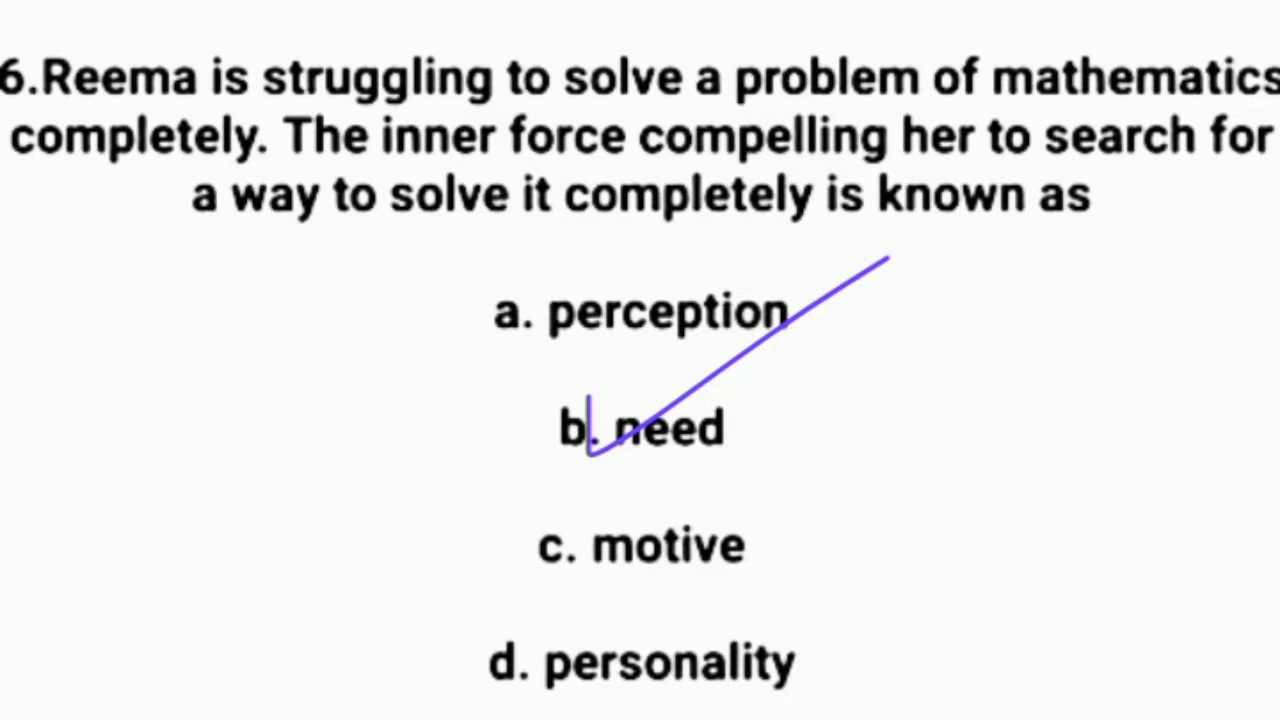 6.Reema is struggling to solve a problem of mathematics
completely. The inner force compelling her to search for
a way to solve it completely is known as
a. perception
b. need
c. motive
d. personality